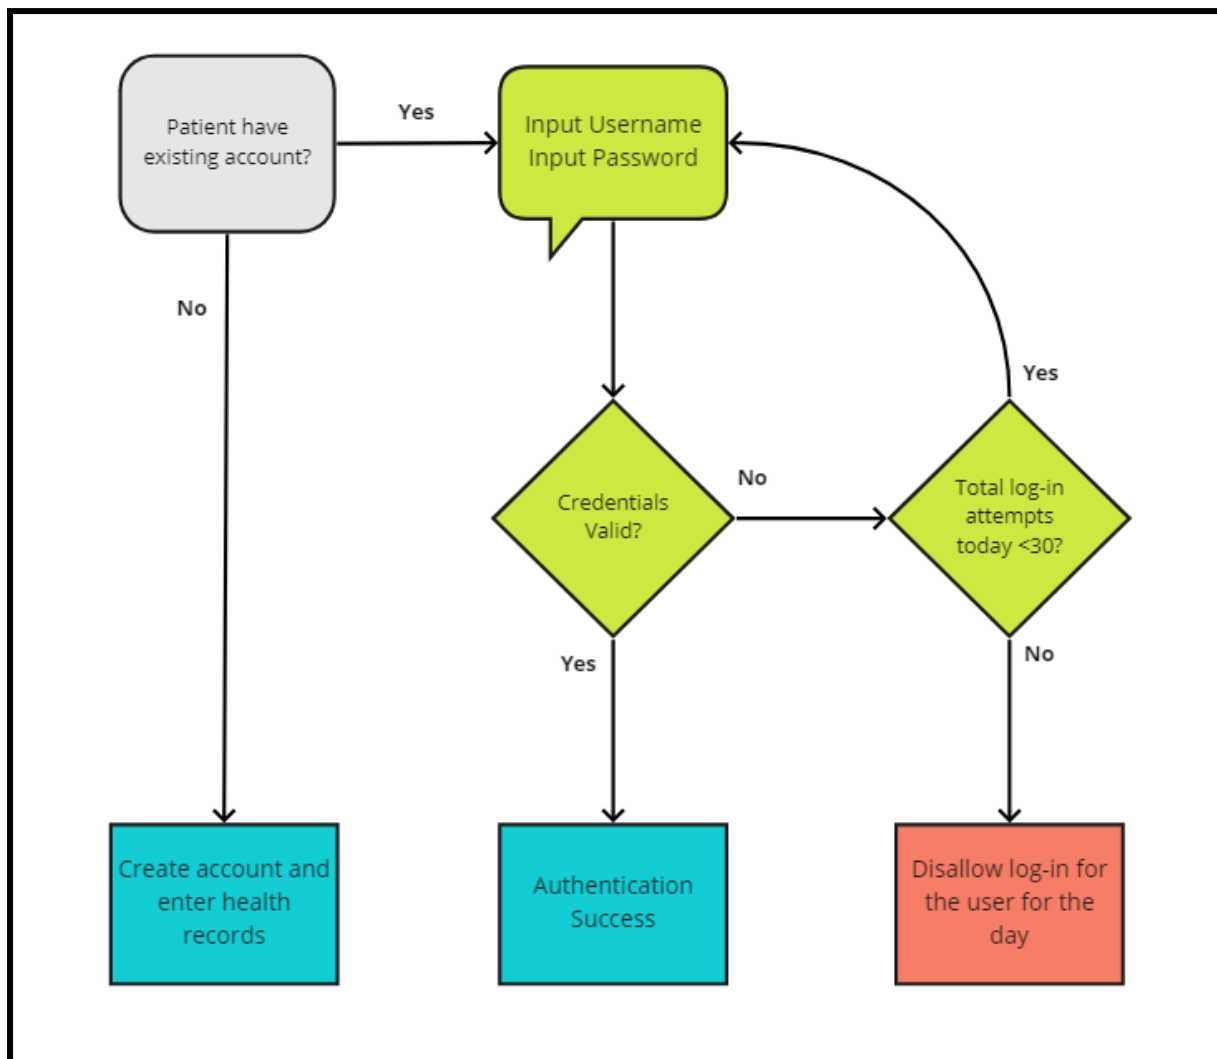 Patient have
existing account?
Yes
Input Username
Input Password
No
Yes
Credentials
Valid?
No
Total log-in
attempts
today <30?
Yes
No
Create account and
enter health
records
Authentication
Success
Disallow log-in for
the user for the
day